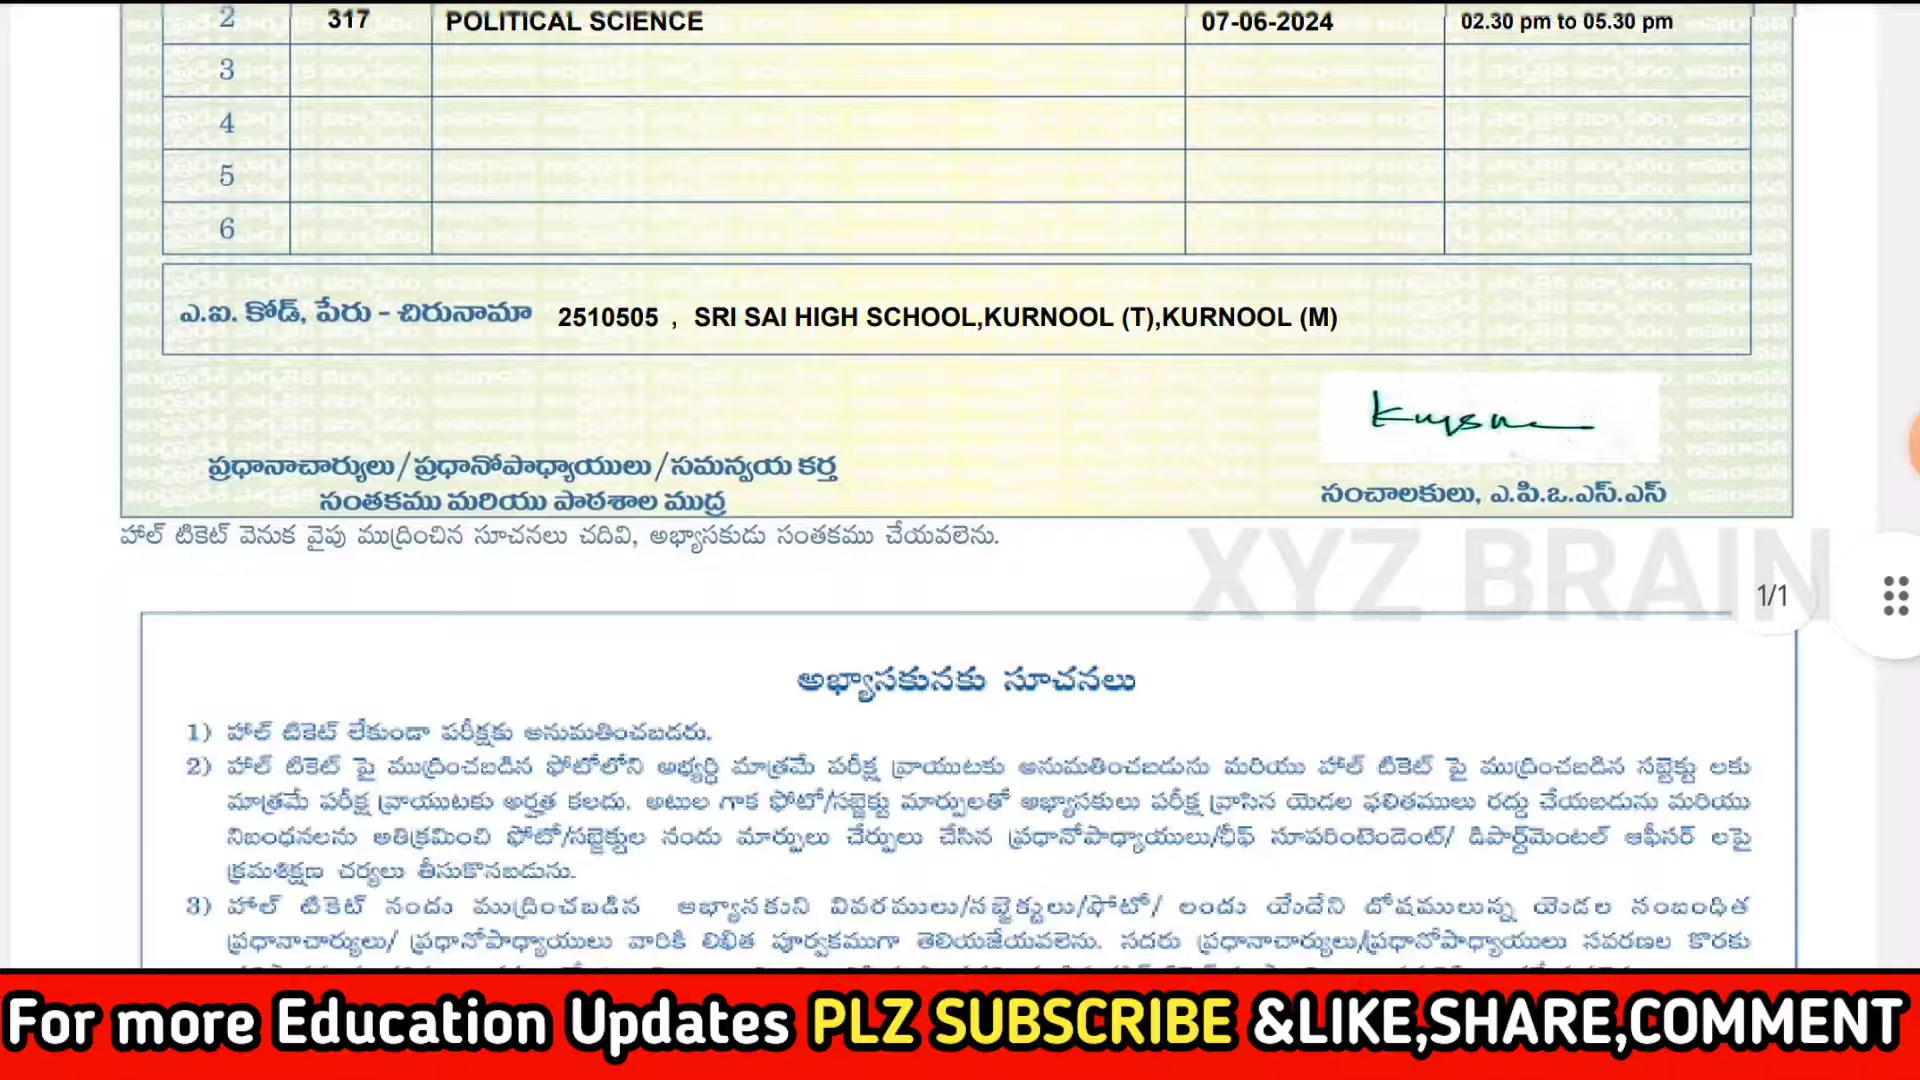 2 317 POLITICAL SCIENCE 07-06-2024 02.30 pm to 05.30 pm
3
4
5
6
ఎ.ఐ. కోడ్, పేరు - చిరునామా 2510505 , SRI SAI HIGH SCHOOL,KURNOOL (T),KURNOOL (M)
ప్రధానాచార్యులు/ప్రధానోపాధ్యాయులు/సమన్వయ కర్త
సంతకము మరియు పాఠశాల ముద్ర
సంచాలకులు, ఎ.పి.ఒ.ఎస్.ఎస్
హాల్ టికెట్ వెనుక వైపు ముద్రించిన సూచనలు చదివి, అభ్యాసకుడు సంతకము చేయవలెను.
XYZ BRAIN
1/1
అభ్యాసకునకు సూచనలు
1) హాల్ టికెట్ లేకుండా పరీక్షకు అనుమతించబడరు.
2) హాల్ టికెట్ పై ముద్రించబడిన ఫోటోలోని అభ్యర్థి మాత్రమే పరీక్ష వ్రాయుటకు అనుమతించబడును మరియు హాల్ టికెట్ పై ముద్రించబడిన సబ్జెక్టు లకు
మాత్రమే పరీక్ష వ్రాయుటకు అర్హత కలదు. అటుల గాక ఫోటో/సబ్జెక్టు మార్పులతో అభ్యాసకులు పరీక్ష వ్రాసిన యెడల ఫలితములు రద్దు చేయబడును మరియు
నిబంధనలను అతిక్రమించి ఫోటో/సబ్జెక్టుల నందు మార్పులు చేర్పులు చేసిన ప్రధానోపాధ్యాయులు/ఛీఫ్ సూపరింటెండెంట్/ డిపార్ట్‌మెంటల్ ఆఫీసర్ లపై
క్రమశిక్షణ చర్యలు తీసుకొనబడును.
3) హాల్ టికెట్ నందు ముద్రించబడిన అభ్యాసకుని వివరములు/సబ్జెక్టులు/ఫోటో/ లందు యేదేని దోషములున్న యెడల సంబంధిత
ప్రధానాచార్యులు/ ప్రధానోపాధ్యాయులు వారికి లిఖిత పూర్వకముగా తెలియజేయవలెను. సదరు ప్రధానాచార్యులు/ప్రధానోపాధ్యాయులు సవరణల కొరకు
For more Education Updates PLZ SUBSCRIBE &LIKE,SHARE,COMMENT